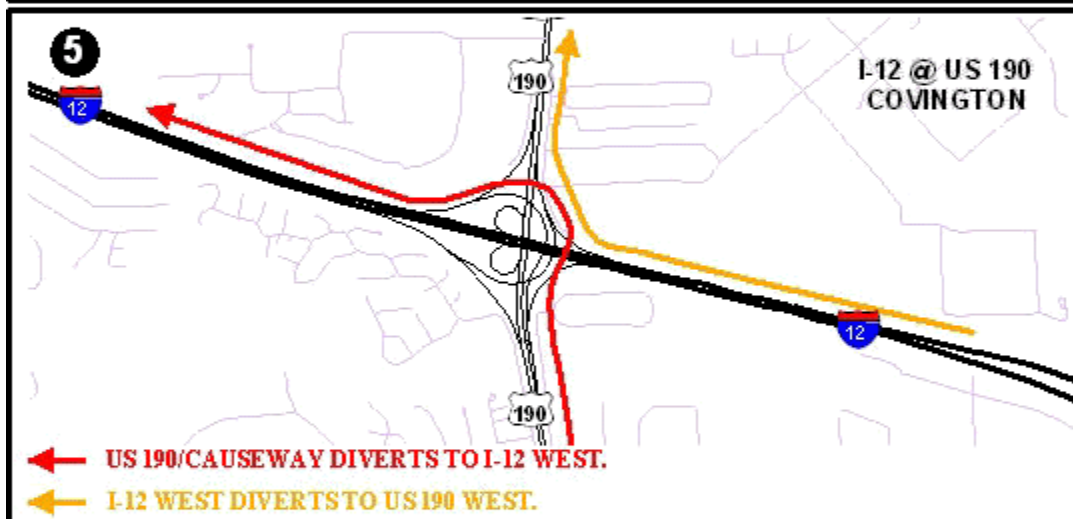 5
12
190
I-12 @ US 190
COVINGTON
12
190
US 190/CAUSEWAY DIVERTS TO I-12 WEST.
I-12 WEST DIVERTS TO US 190 WEST.